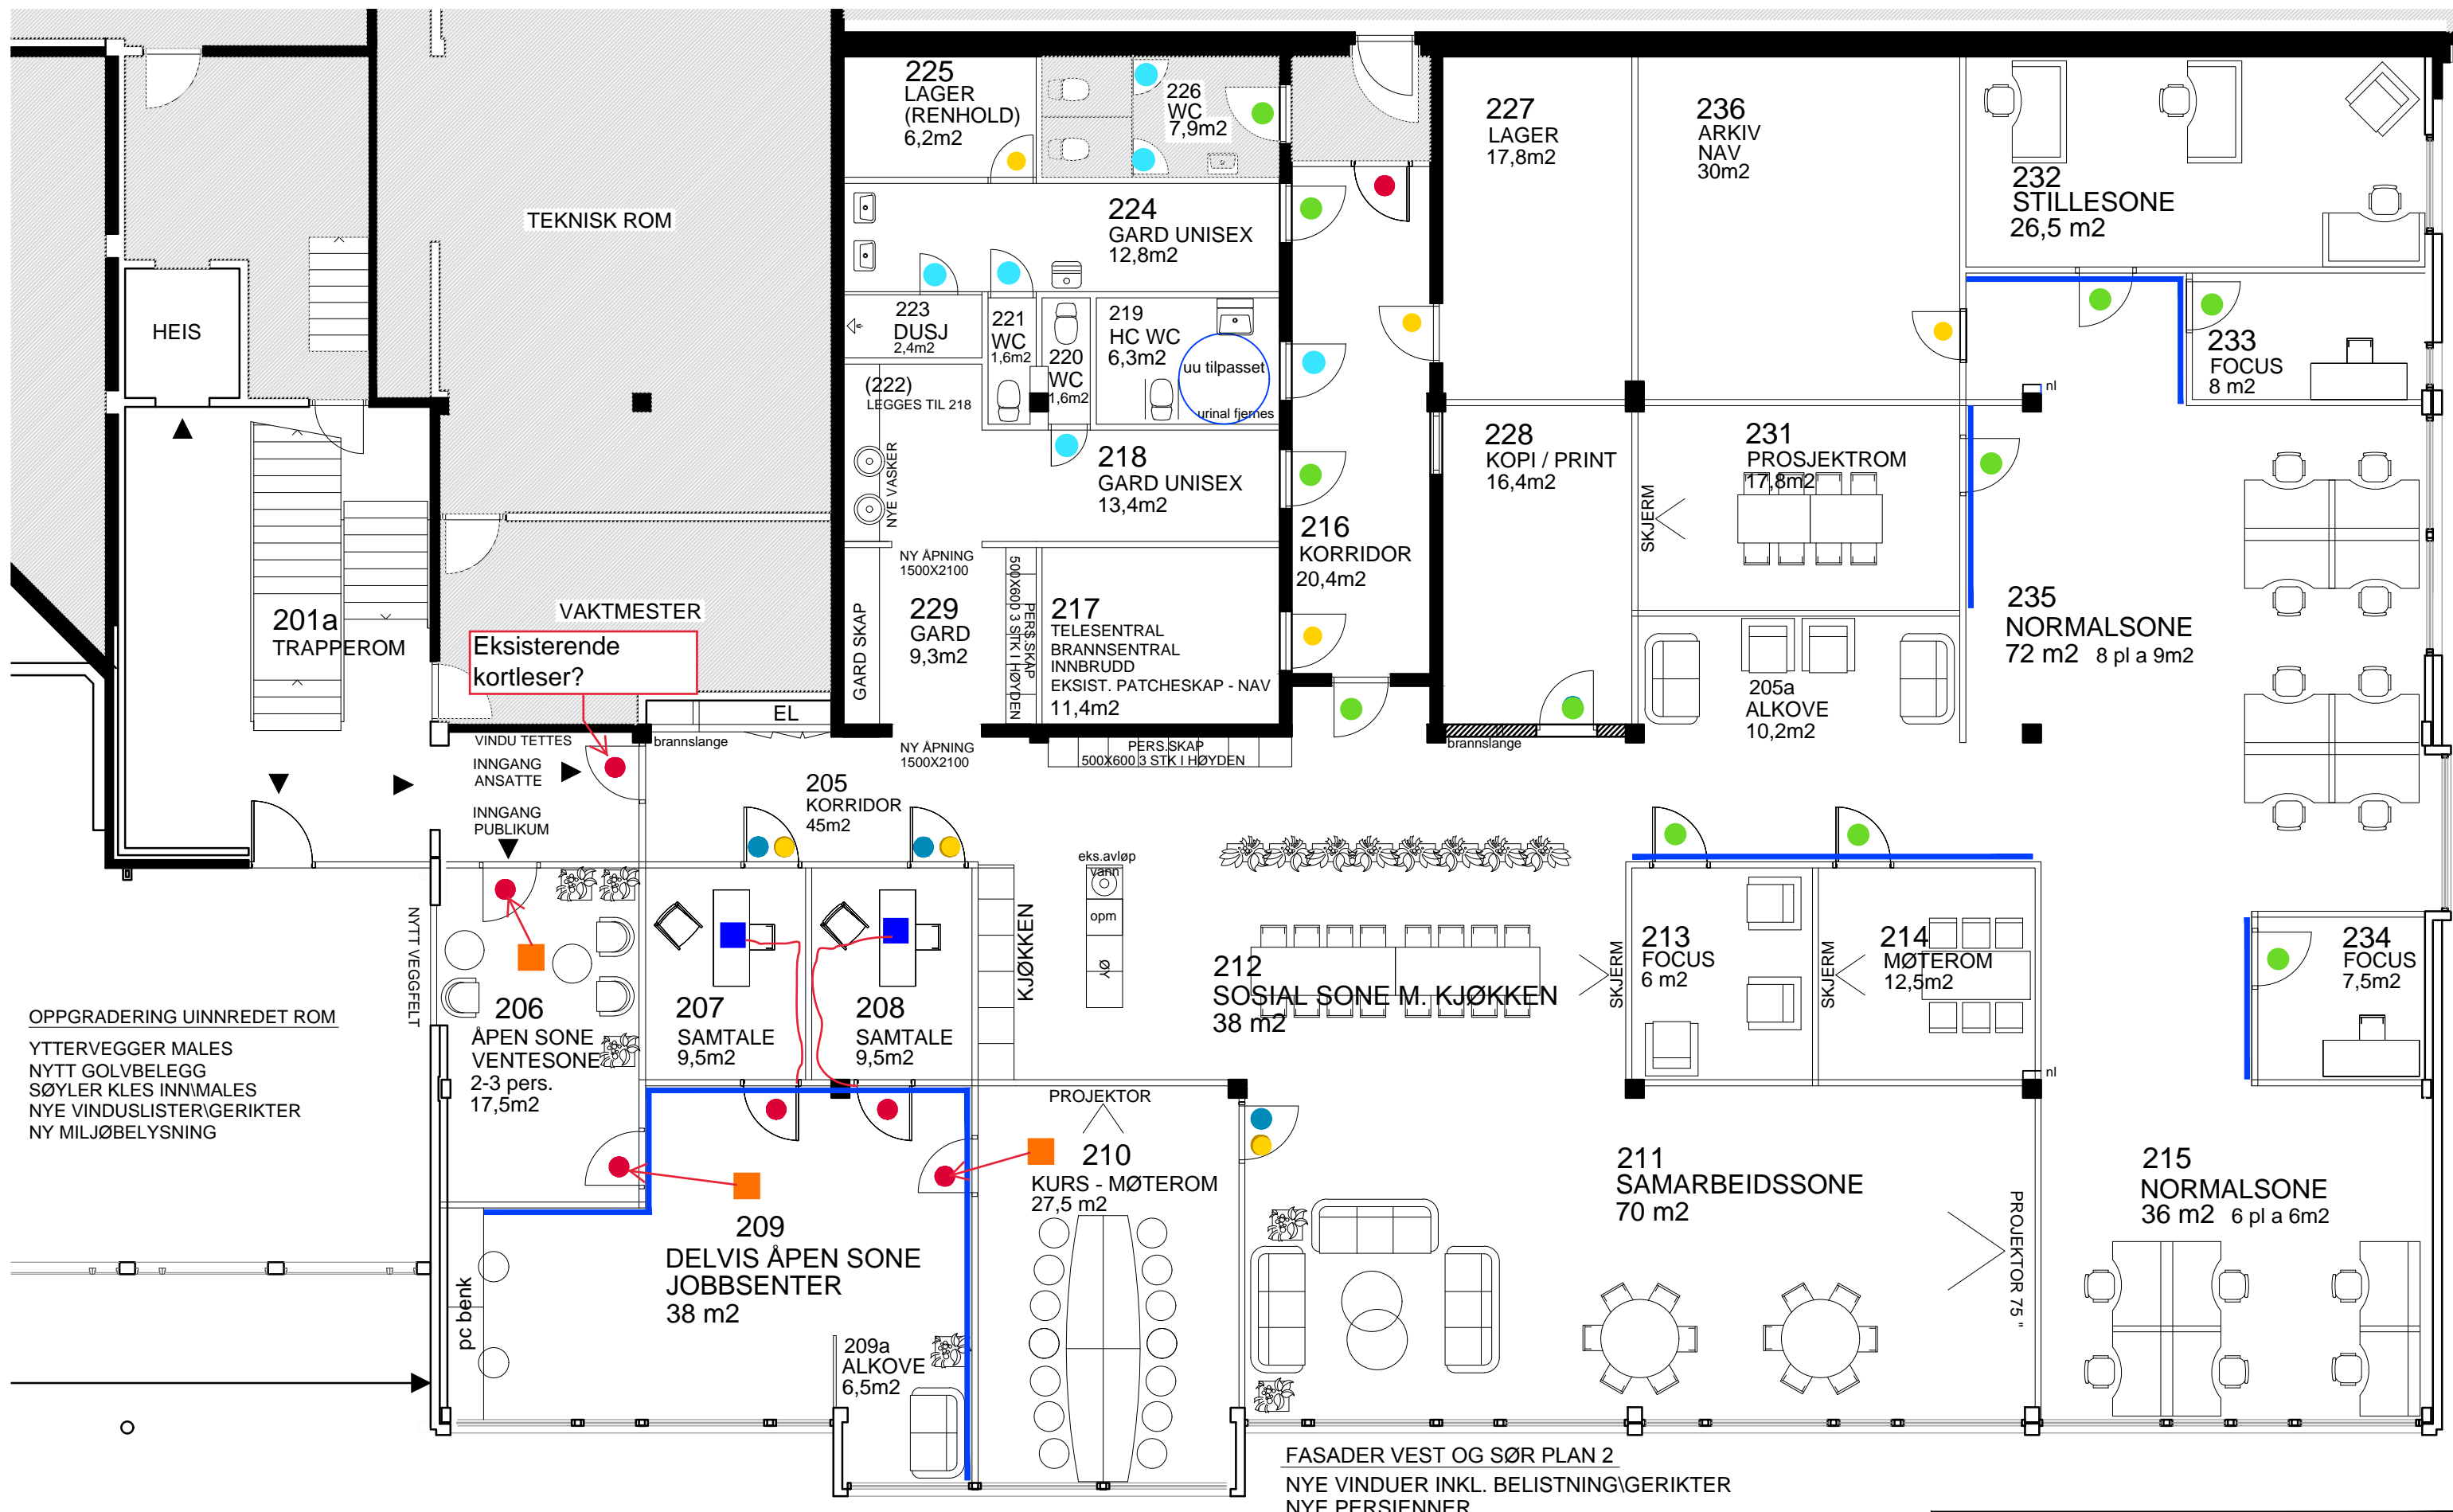 225
LAGER
(RENHOLD)
6,2m2
226
WC
7,9m2
227
LAGER
17,8m2
236
ARKIV
NAV
30m2
232
STILLESONE
26,5 m2
TEKNISK ROM
224
GARD UNISEX
12,8m2
HEIS
223
DUSJ
2,4m2
221
WC
1,6m2
220
WC
1,6m2
219
HC WC
6,3m2
uu tilpasset
urinal fjernes
233
FOCUS
8 m2
nl
(222)
LEGGES TIL 218
NYE VASKER
218
GARD UNISEX
13,4m2
228
KOPI / PRINT
16,4m2
SKJERM
231
PROSJEKTROM
17,8m2
216
KORRIDOR
20,4m2
NY ÅPNING
1500X2100
201a
TRAPPEROM
VAKTMESTER
Eksisterende
kortleser?
GARD SKAP
229
GARD
9,3m2
500X600 3 STK I HØYDEN
PERS.SKAP
217
TELESENTRAL
BRANNSENTRAL
INNBRUDD
EKSIST. PATCHESKAP - NAV
11,4m2
235
NORMALSONE
72 m2 8 pl a 9m2
205a
ALKOVE
10,2m2
EL
VINDU TETTES
brannslange
NY ÅPNING
1500X2100
PERS.SKAP
500X600 3 STK I HØYDEN
brannslange
INNGANG
ANSATTE
INNGANG
PUBLIKUM
205
KORRIDOR
45m2
eks.avløp
vann
opm
ØY
KJØKKEN
NYTT VEGGFELT
206
ÅPEN SONE
VENTESONE
2-3 pers.
17,5m2
207
SAMTALE
9,5m2
208
SAMTALE
9,5m2
212
SOSIAL SONE M. KJØKKEN
38 m2
SKJERM
213
FOCUS
6 m2
SKJERM
214
MØTEROM
12,5m2
234
FOCUS
7,5m2
nl
OPPGRADERING UINNREDET ROM
YTTERVEGGER MALES
NYTT GOLVBELEGG
SØYLER KLES INN\MALES
NYE VINDUSLISTER\GERIKTER
NY MILJØBELYSNING
PROJEKTOR
210
KURS - MØTEROM
27,5 m2
211
SAMARBEIDSSONE
70 m2
PROJEKTOR 75 "
215
NORMALSONE
36 m2 6 pl a 6m2
209
DELVIS ÅPEN SONE
JOBBSENTER
38 m2
pc benk
209a
ALKOVE
6,5m2
FASADER VEST OG SØR PLAN 2
NYE VINDUER INKL. BELISTNING\GERIKTER
NYE PERSIENNER